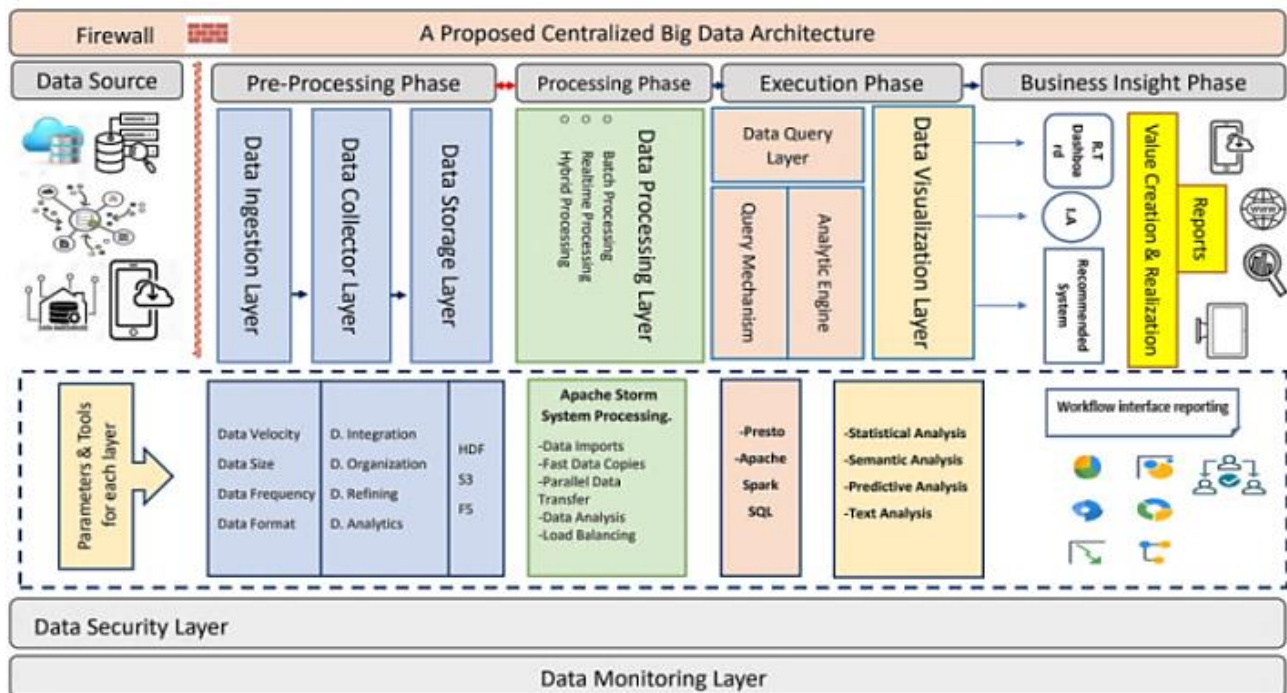 Firewall
A Proposed Centralized Big Data Architecture
Data Source
Pre-Processing Phase
Processing Phase
Execution Phase
Business Insight Phase
Data Ingestion Layer
Data Collector Layer
Data Storage Layer
Data Processing Layer
Batch Processing
Realtime Processing
Hybrid Processing
Data Query
Layer
Query Mechanism
Analytic Engine
Data Visualization Layer
R.T
Dashboa
rd
I.A
Recommended
System
Value Creation & Realization
Reports
WWW
Parameters & Tools
for each layer
Data Velocity
Data Size
Data Frequency
Data Format
D. Integration
D. Organization
D. Refining
D. Analytics
HDF
S3
FS
Apache Storm
System Processing.
-Data Imports
-Fast Data Copies
-Parallel Data
Transfer
-Data Analysis
-Load Balancing
-Presto
-Apache
Spark
SQL
-Statistical Analysis
-Semantic Analysis
-Predictive Analysis
-Text Analysis
Workflow interface reporting
Data Security Layer
Data Monitoring Layer